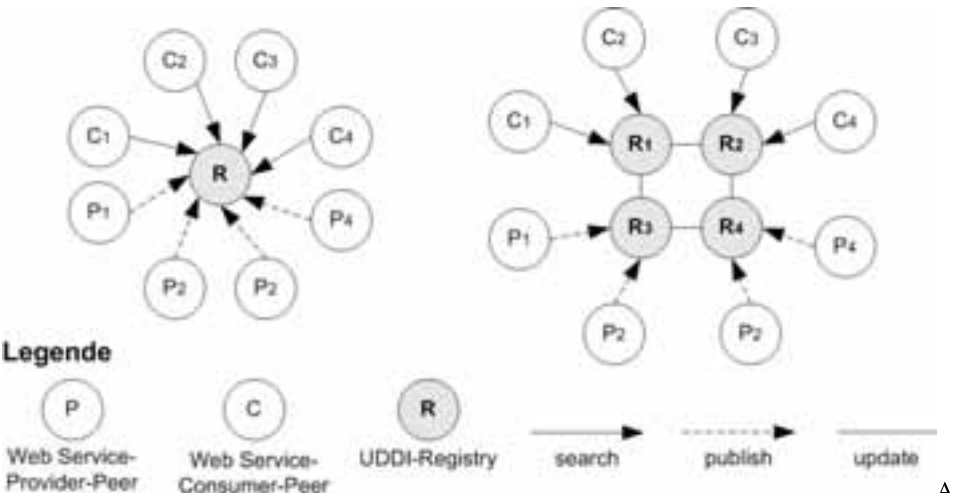 C2
C3
C1
C4
R
P1
P4
P2
P2
C2
C3
C1
C4
R1
R2
R3
R4
P1
P4
P2
P2
Legende
P
C
R
Web Service-
Provider-Peer
Web Service-
Consumer-Peer
UDDI-Registry
search
publish
update
Δ